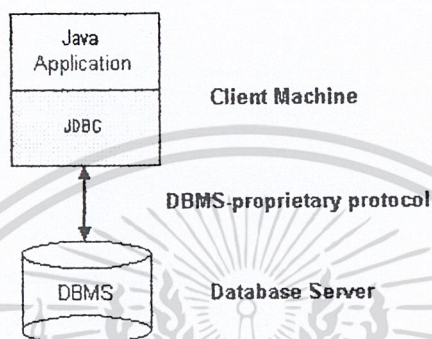 Java
Application
Client Machine
JDBC
DBMS-proprietary protocol
DBMS
Database Server